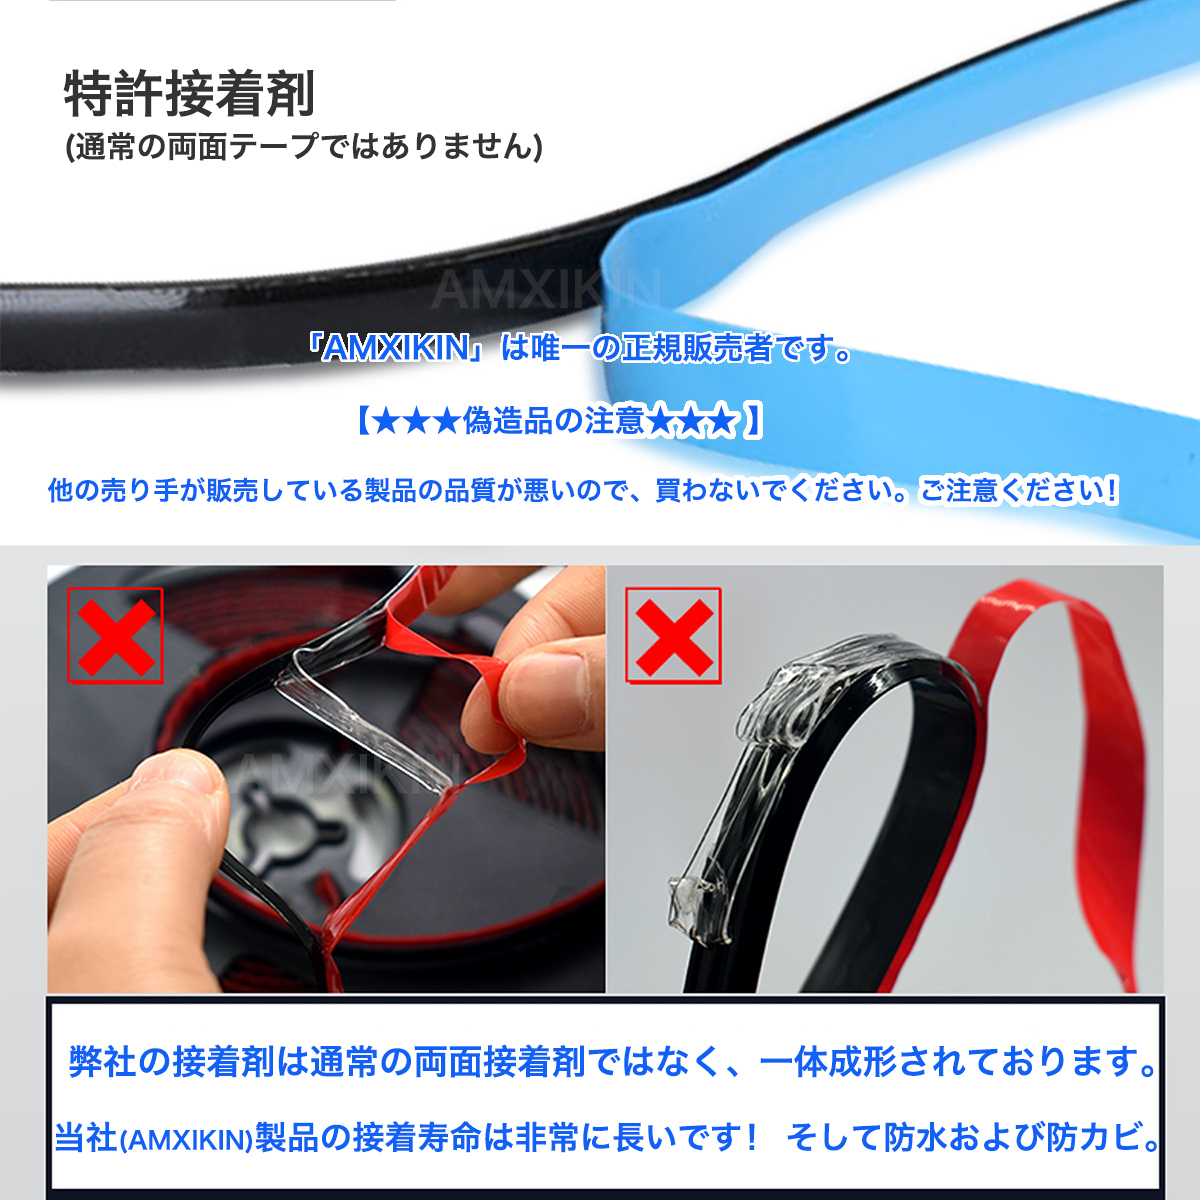 特許接着剤
(通常の両面テープではありません)
AMXIKIN
「AMXIKIN」は唯一の正規販売者です。
【★★★偽造品の注意★★★】
他の売り手が販売している製品の品質が悪いので、買わないでください。ご注意ください!
AMXIKIN
弊社の接着剤は通常の両面接着剤ではなく、一体成形されております。
当社(AMXIKIN)製品の接着寿命は非常に長いです! そして防水および防カビ。